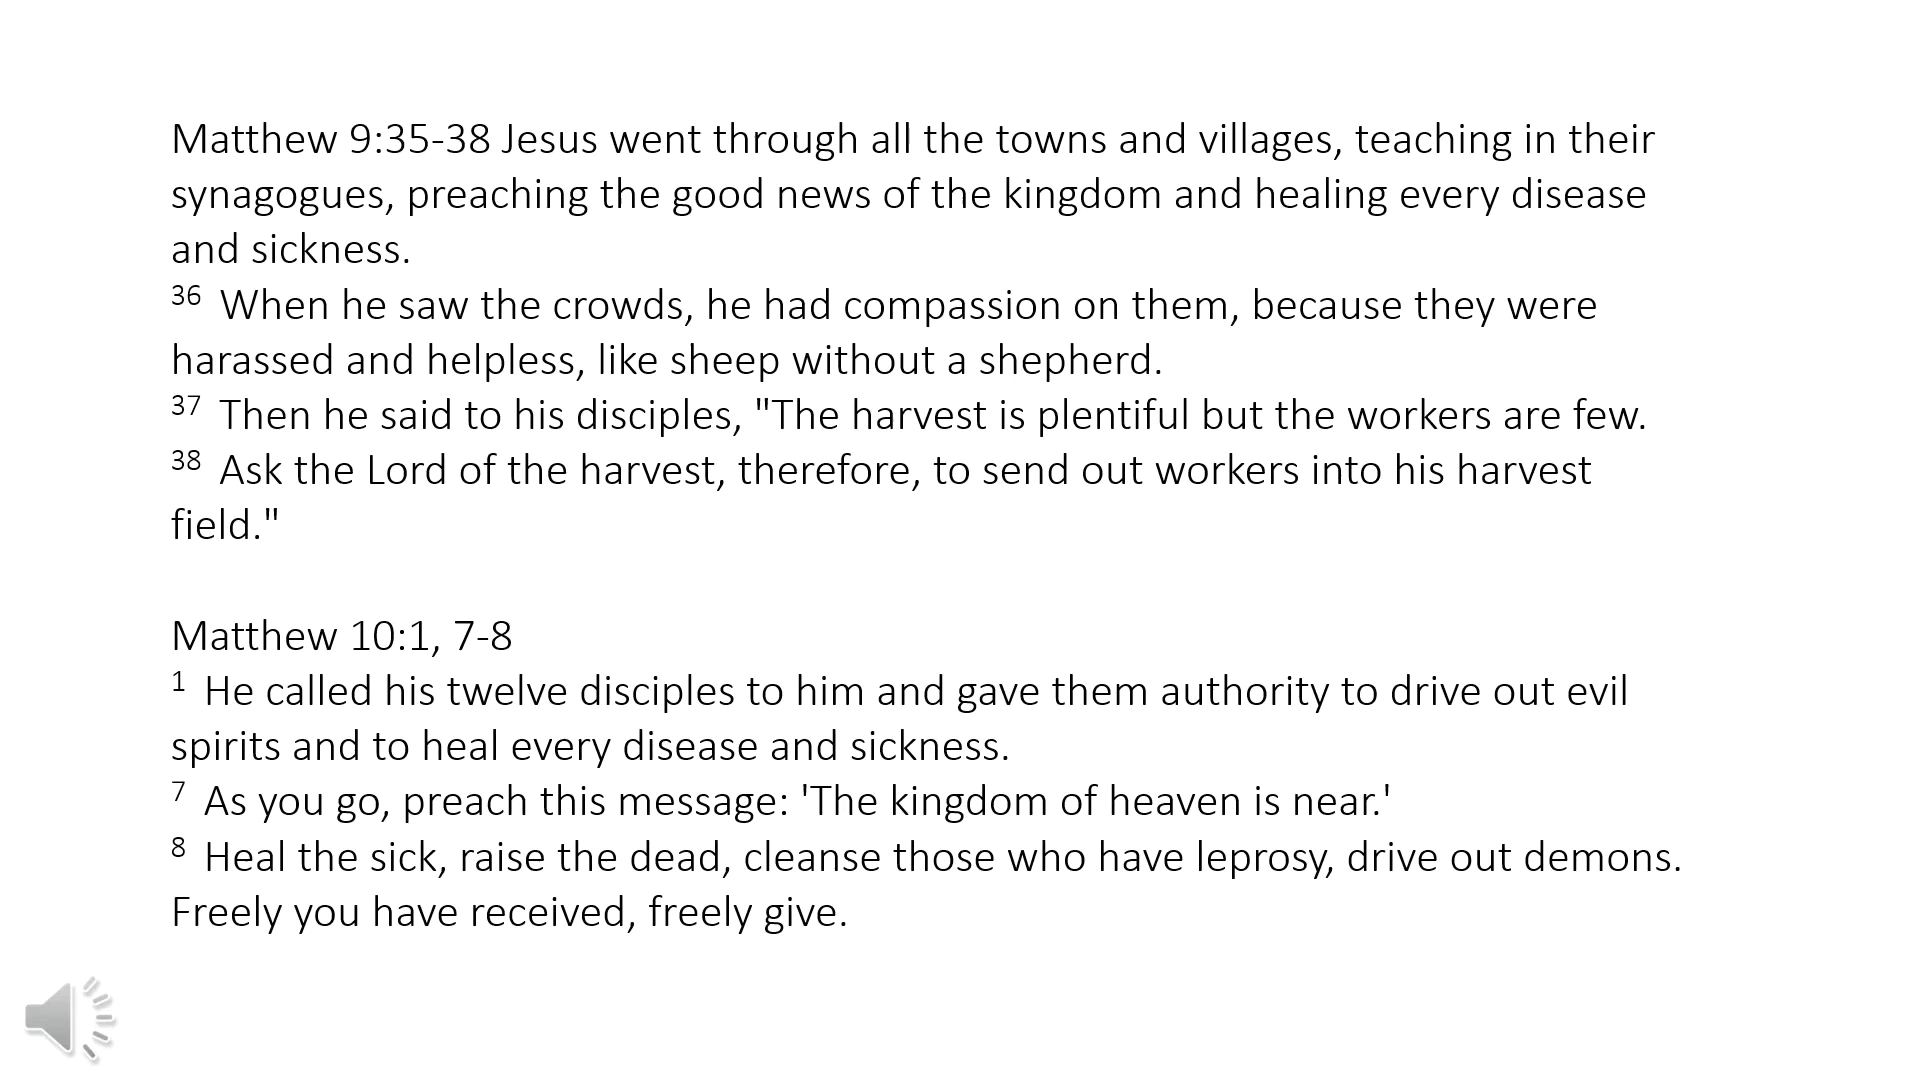 Matthew 9:35-38 Jesus went through all the towns and villages, teaching in their
synagogues, preaching the good news of the kingdom and healing every disease
and sickness.
36 When he saw the crowds, he had compassion on them, because they were
harassed and helpless, like sheep without a shepherd.
37 Then he said to his disciples, "The harvest is plentiful but the workers are few.
38 Ask the Lord of the harvest, therefore, to send out workers into his harvest
field."
Matthew 10:1, 7-8
1 He called his twelve disciples to him and gave them authority to drive out evil
spirits and to heal every disease and sickness.
7 As you go, preach this message: 'The kingdom of heaven is near.'
8 Heal the sick, raise the dead, cleanse those who have leprosy, drive out demons.
Freely you have received, freely give.